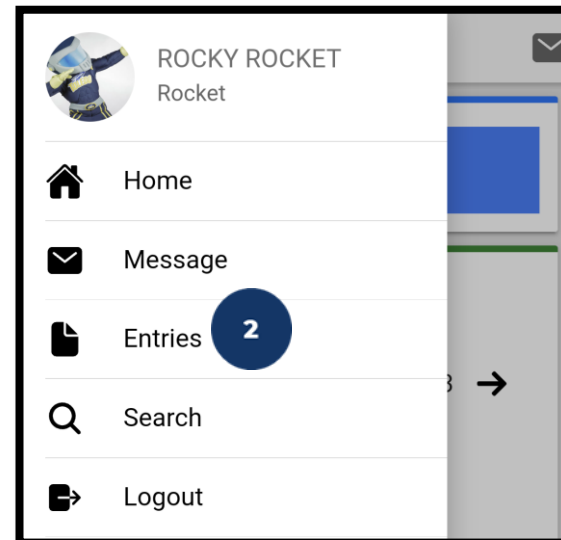 ROCKY ROCKET
Rocket
Home
Message
Entries
2
Search
Logout